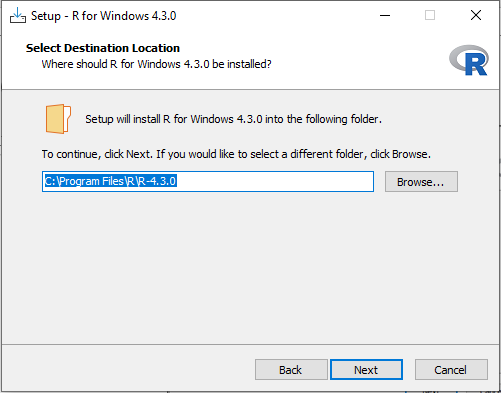 Setup - R for Windows 4.3.0
Select Destination Location
Where should R for Windows 4.3.0 be installed?
R
Setup will install R for Windows 4.3.0 into the following folder.
To continue, click Next. If you would like to select a different folder, click Browse.
C:\Program Files\R\R-4.3.0
Browse...
Back
Next
Cancel